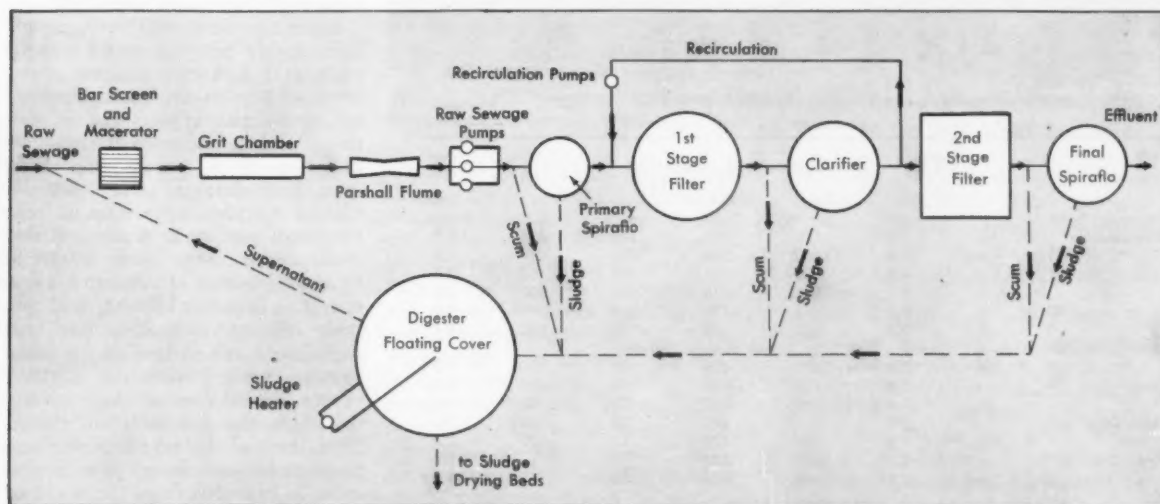 Recirculation
Recirculation Pumps
Bar Screen
and
Macerator
Raw Sewage
Pumps
Effluent
Raw
Sewage
Grit Chamber
Parshall Flume
1st
Stage
Filter
Clarifier
2nd
Stage
Filter
Final
Spiraflo
Primary
Spiraflo
Scum
Sludge
Scum
Sludge
Scum
Sludge
Supernatant
Digester
Floating Cover
Sludge
Heater
to Sludge
Drying Beds